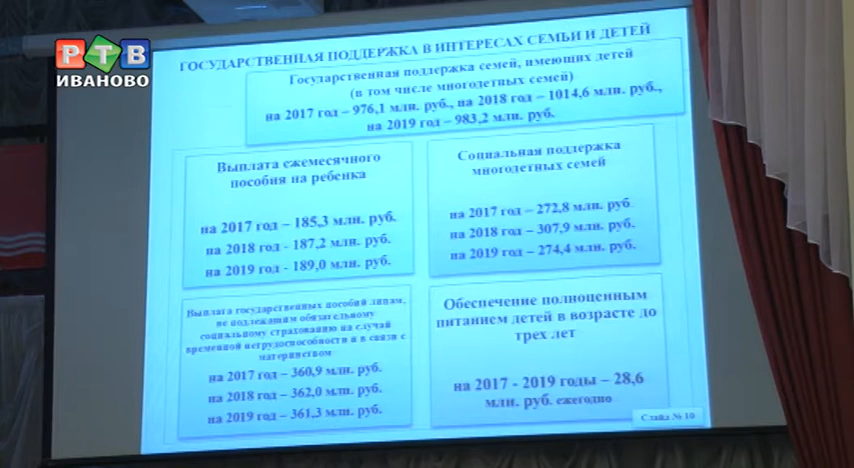 РТВ
ИВАНОВО
ГОСУДАРСТВЕННАЯ ПОДДЕРЖКА В ИНТЕРЕСАХ СЕМЬИ И ДЕТЕЙ
Государственная поддержка семей, имеющих детей
(в том числе многодетных семей)
на 2017 год – 976,1 млн. руб., на 2018 год – 1014,6 млн. руб.,
на 2019 год – 983,2 млн. руб.
Выплата ежемесячного
пособия на ребенка
на 2017 год – 185,3 млн. руб.
на 2018 год - 187,2 млн. руб.
на 2019 год - 189,0 млн. руб.
Социальная поддержка
многодетных семей
на 2017 год – 272,8 млн. руб
на 2018 год – 307,9 млн. руб.
на 2019 год – 274,4 млн. руб.
Выплата государственных пособий лицам,
не подлежащим обязательному
социальному страхованию на случай
временной нетрудоспособности и в связи с
материнством
на 2017 год – 360,9 млн. руб.
на 2018 год – 362,0 млн. руб.
на 2019 год – 361,3 млн. руб.
Обеспечение полноценным
питанием детей в возрасте до
трех лет
на 2017 - 2019 годы – 28,6
млн. руб. ежегодно
Слайд № 10